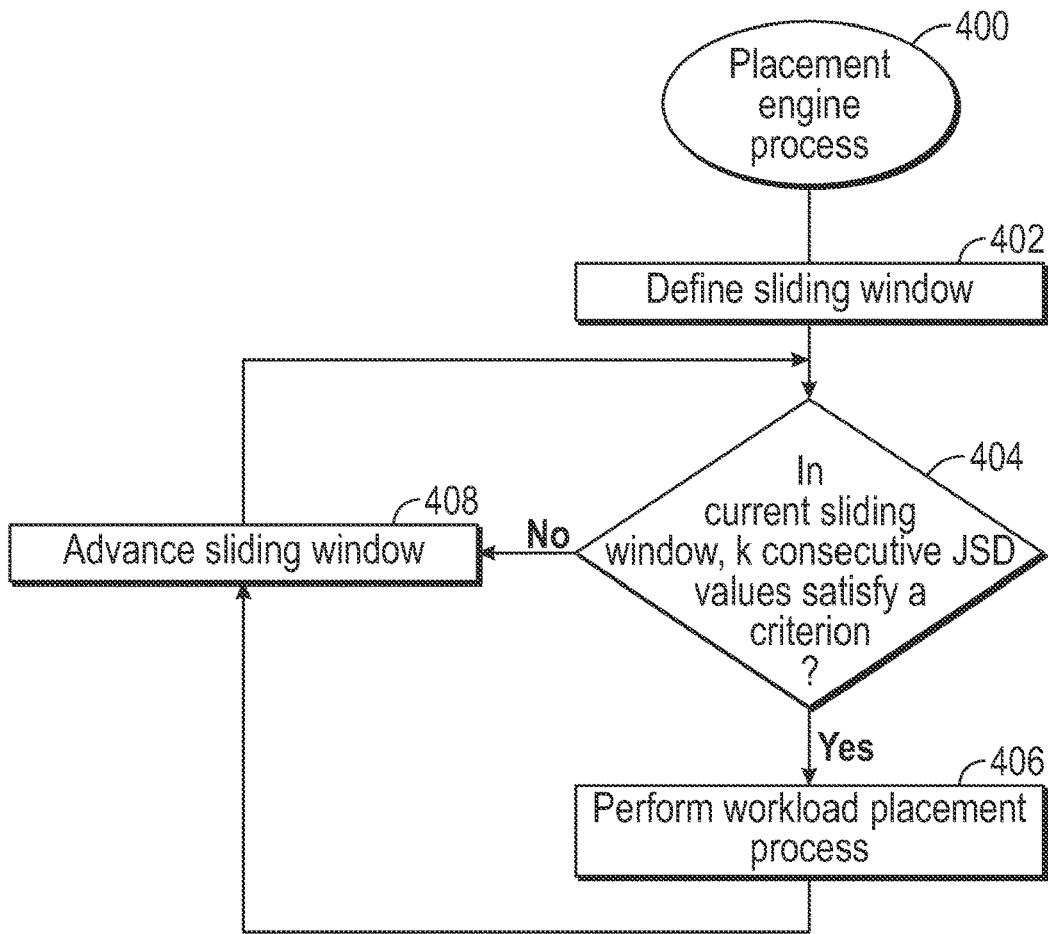 400
Placement
engine
process
402
Define sliding window
404
In
current sliding
window, k consecutive JSD
values satisfy a
criterion
?
408
Advance sliding window
No
Yes
406
Perform workload placement
process